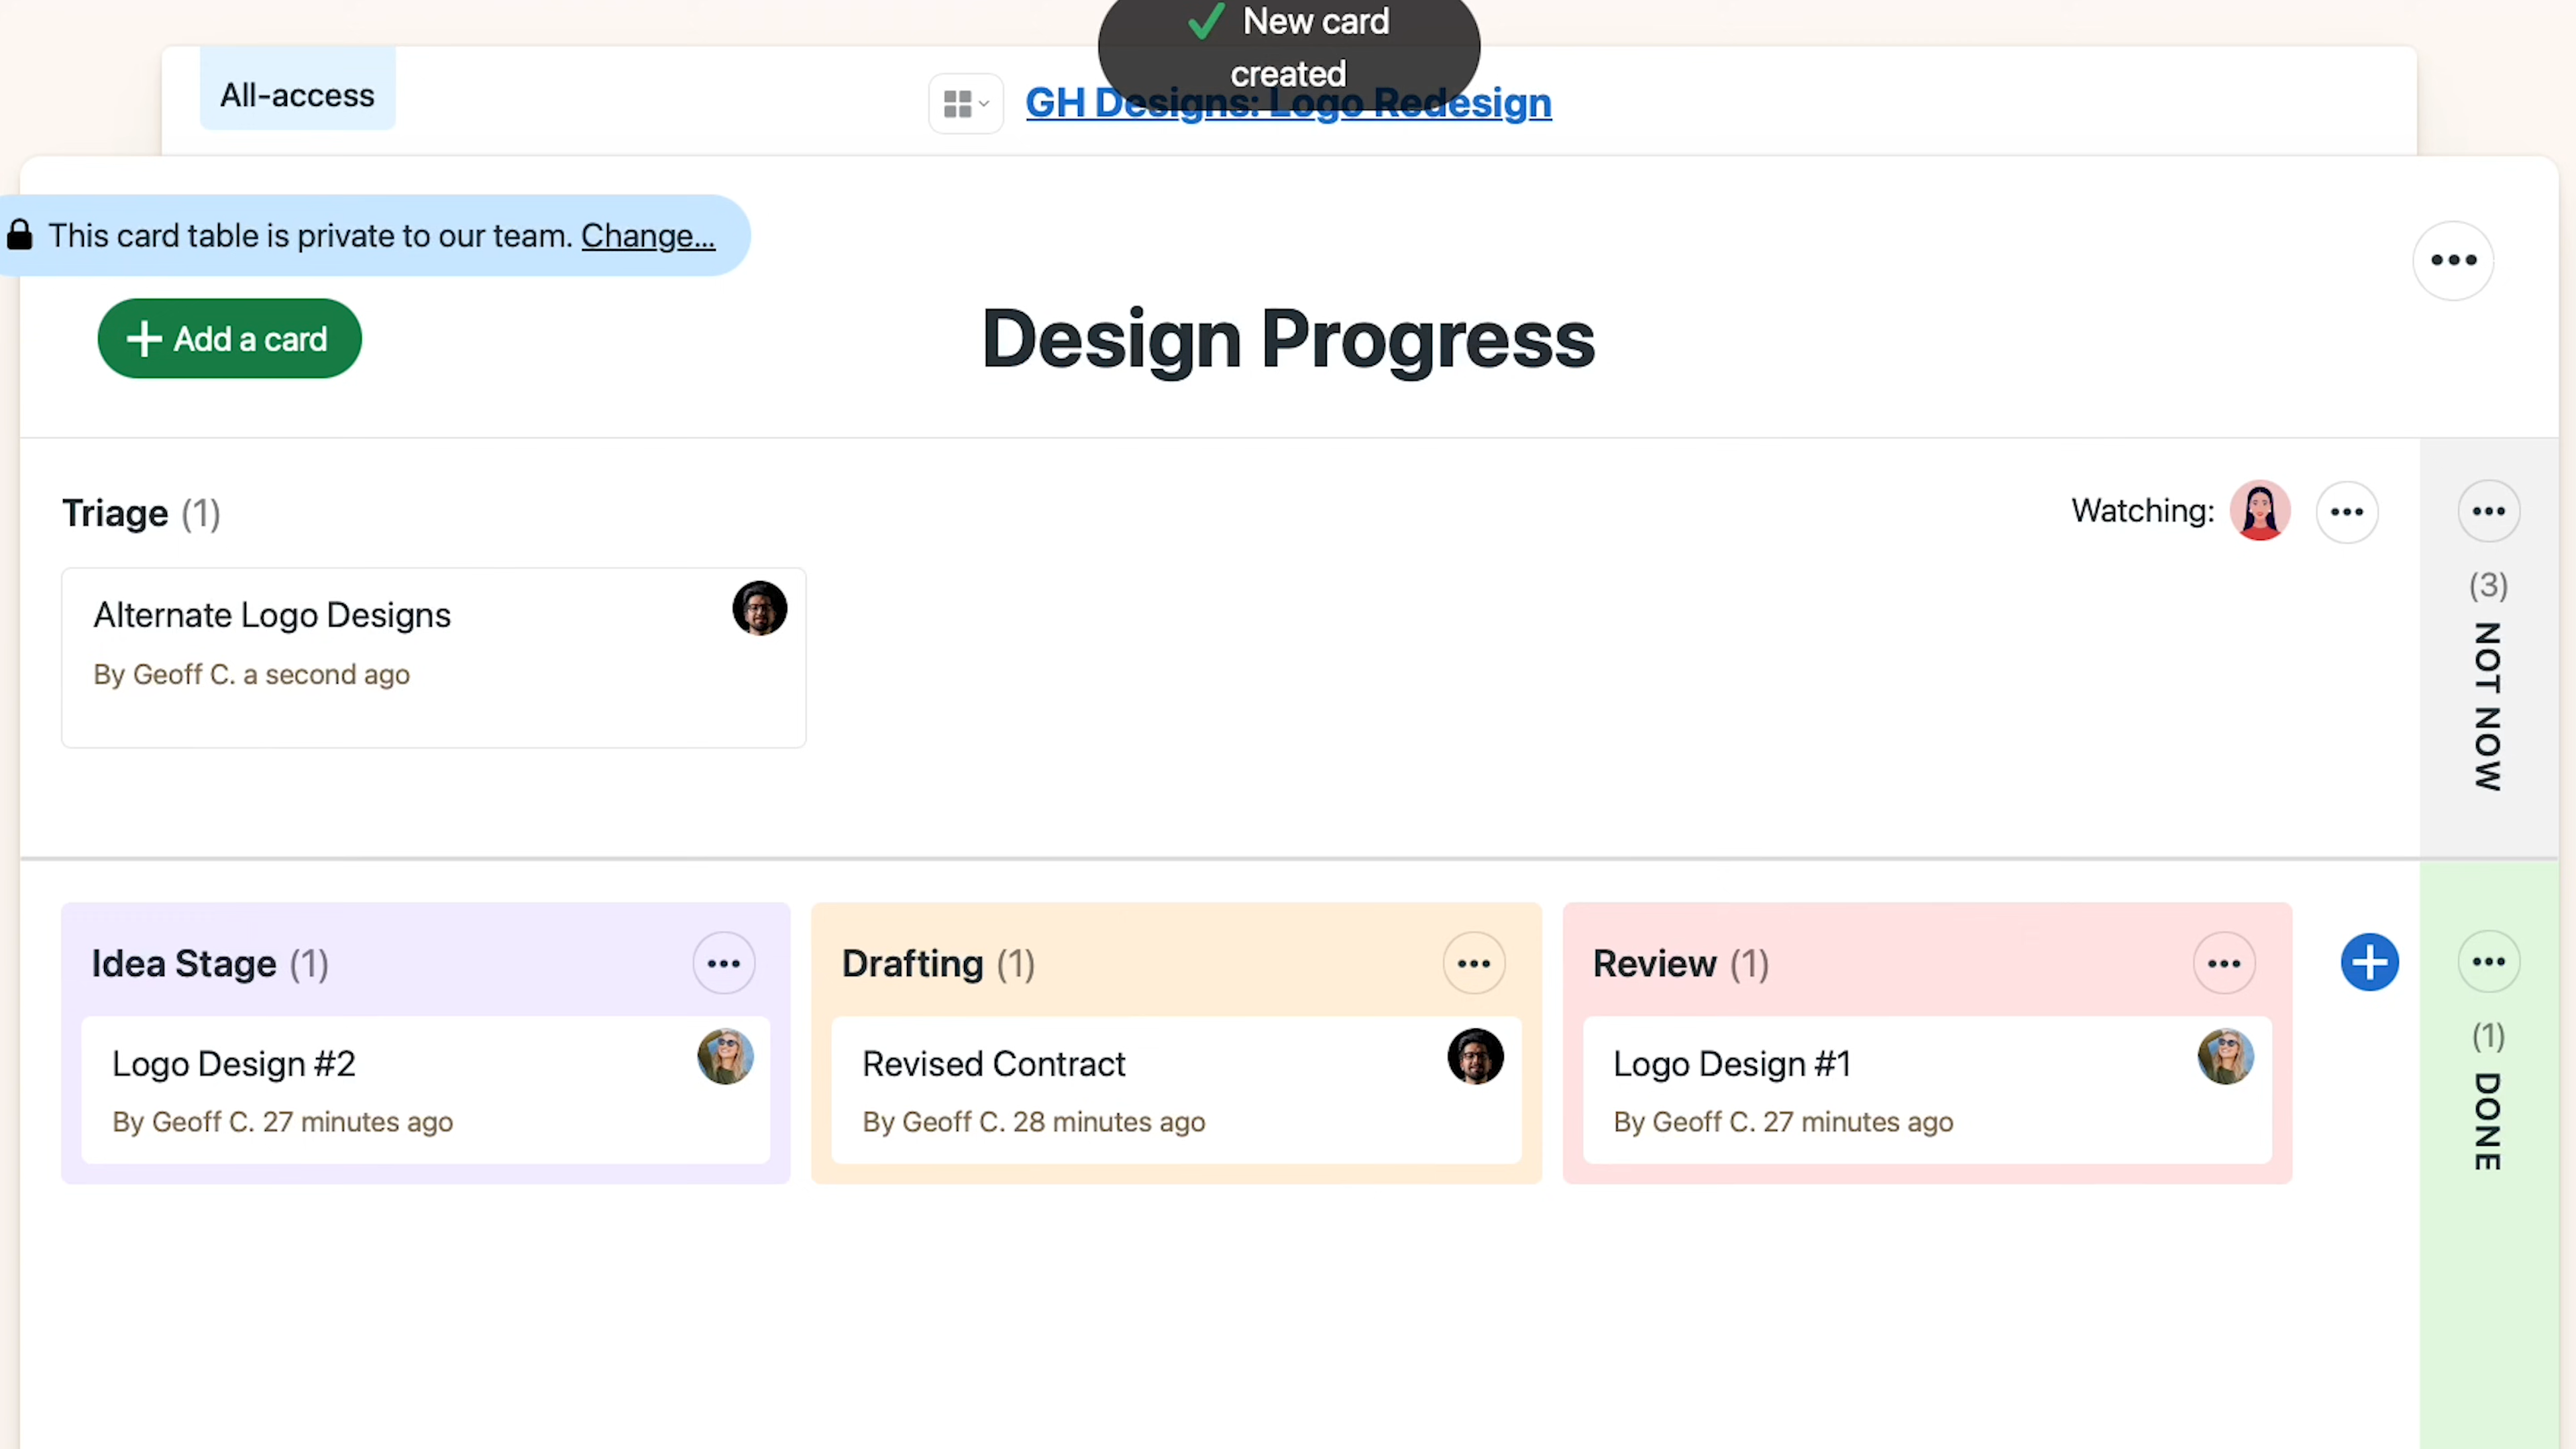 ✓ New card
created
All-access
GH Designs: Logo Redesign
This card table is private to our team. Change...
+ Add a card
Design Progress
Triage (1)
Watching:
Alternate Logo Designs
By Geoff C. a second ago
(3) NOT NOW
Idea Stage (1)
Logo Design #2
By Geoff C. 27 minutes ago
Drafting (1)
Revised Contract
By Geoff C. 28 minutes ago
Review (1)
Logo Design #1
By Geoff C. 27 minutes ago
(1) DONE